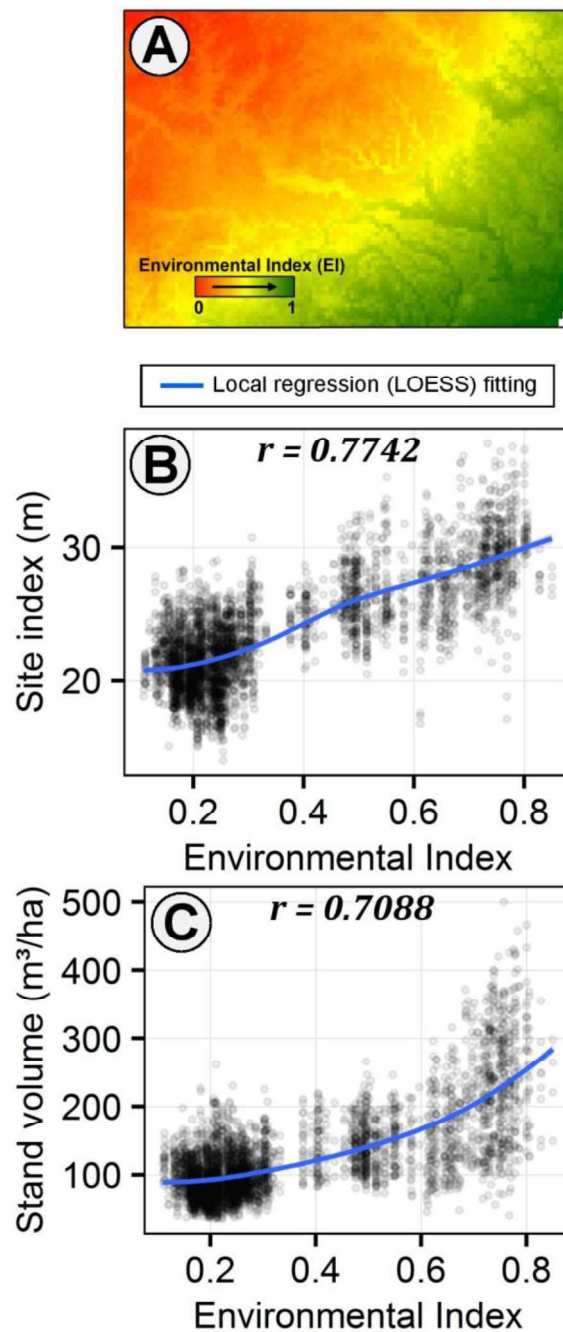 A
Environmental Index (EI)
0 1
Local regression (LOESS) fitting
B
r = 0.7742
Site index (m)
30
20
0.2 0.4 0.6 0.8
Environmental Index
C
r = 0.7088
Stand volume (m³/ha)
500
400
300
200
100
0.2 0.4 0.6 0.8
Environmental Index